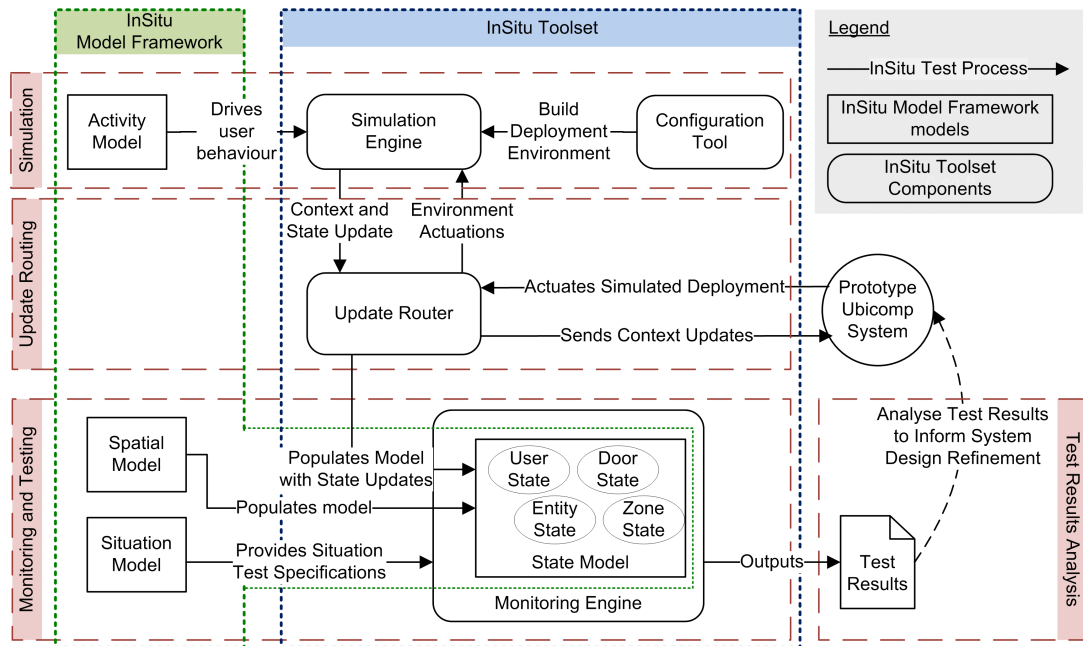 InSitu
Model Framework
InSitu Toolset
Legend
InSitu Test Process
InSitu Model Framework
models
InSitu Toolset
Components
Simulation
Activity
Model
Drives
user
behaviour
Simulation
Engine
Build
Deployment
Environment
Configuration
Tool
Update Routing
Context and
State Update
Environment
Actuations
Update Router
Actuates Simulated Deployment
Sends Context Updates
Prototype
Ubicomp
System
Monitoring and Testing
Spatial
Model
Situation
Model
Populates Model
with State Updates
Populates model
Provides Situation
Test Specifications
User
State
Door
State
Entity
State
Zone
State
State Model
Monitoring Engine
Outputs
Analyse Test Results
to Inform System
Design Refinement
Test
Results
Test Results Analysis